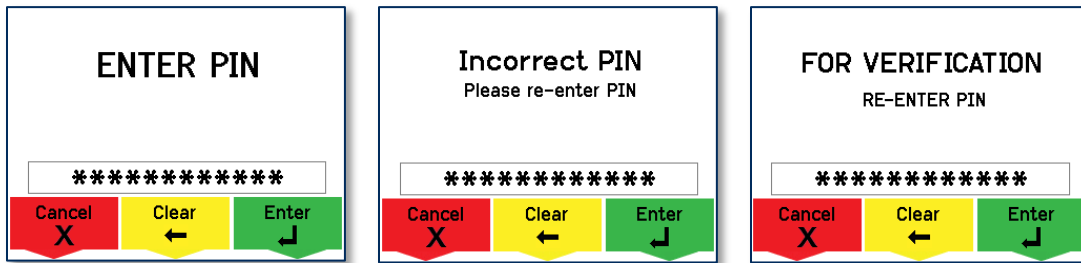 ENTER PIN
************
Cancel Clear Enter
X ← ↵
Incorrect PIN
Please re-enter PIN
************
Cancel Clear Enter
X ← ↵
FOR VERIFICATION
RE-ENTER PIN
************
Cancel Clear Enter
X ← ↵